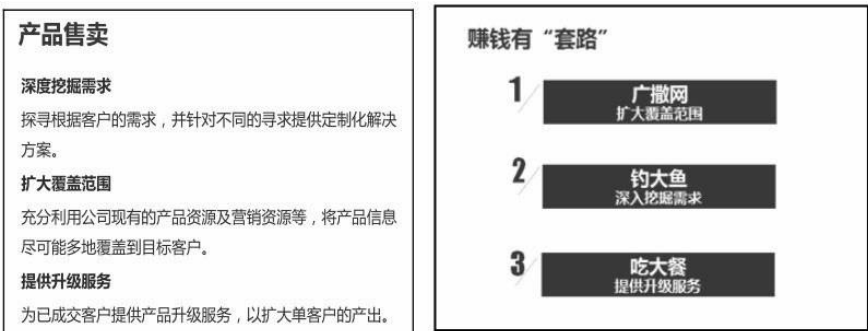 产品售卖
深度挖掘需求
探寻根据客户的需求，并针对不同的寻求提供定制化解决
方案。
扩大覆盖范围
充分利用公司现有的产品资源及营销资源等，将产品信息
尽可能多地覆盖到目标客户。
提供升级服务
为已成交客户提供产品升级服务，以扩大单客户的产出。
赚钱有“套路”
1
广撒网
扩大覆盖范围
2
钓大鱼
深入挖掘需求
3
吃大餐
提供升级服务